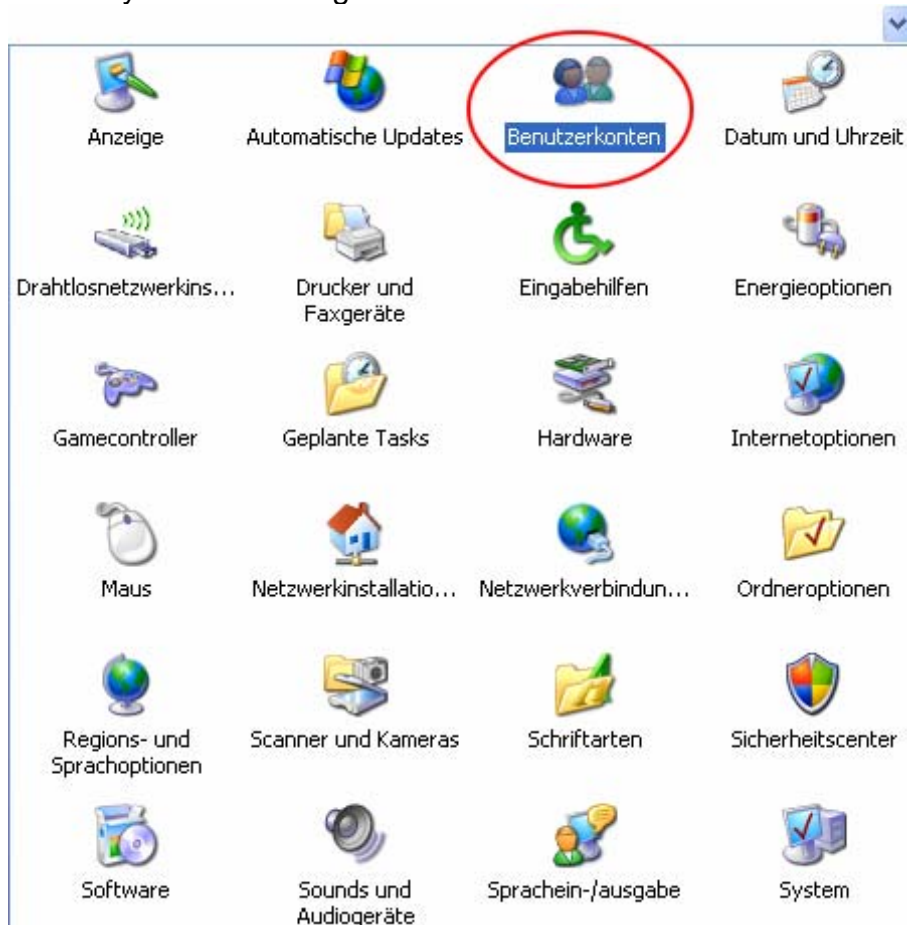 Anzeige
Automatische Updates
Benutzerkonten
Datum und Uhrzeit
Drahtlosnetzwerkins...
Drucker und
Faxgeräte
Eingabehilfen
Energieoptionen
Gamecontroller
Geplante Tasks
Hardware
Internetoptionen
Maus
Netzwerkinstallatio...
Netzwerkverbindun...
Ordneroptionen
Regions- und
Sprachoptionen
Scanner und Kameras
Schriftarten
Sicherheitscenter
Software
Sounds und
Audiogeräte
Sprachein-/ausgabe
System